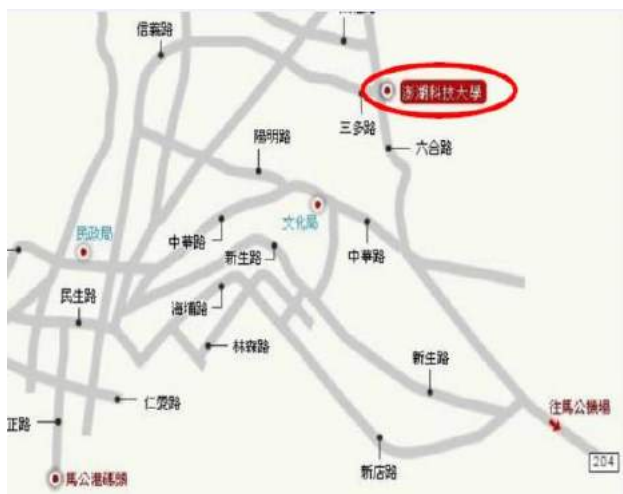 信義路
澎湖科技大學
三多路
六合路
陽明路
文化局
民政局
中華路
新生路
中華路
民生路
海埔路
林森路
新生路
仁愛路
往馬公機場
正路
新店路
204
馬公港碼頭